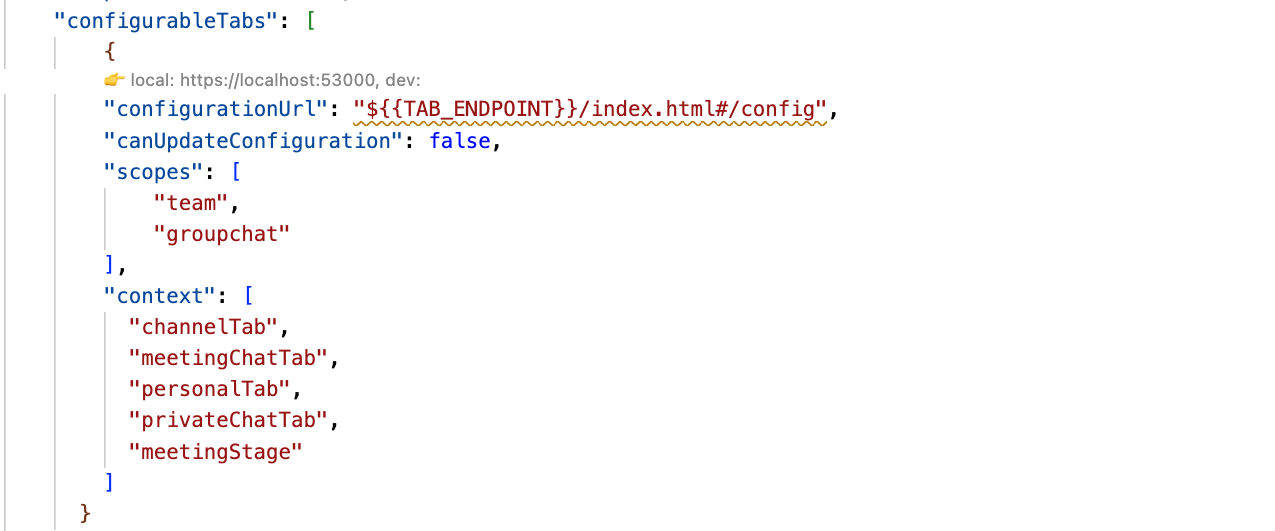 "configurableTabs": [
{
👉 local: https://localhost:53000, dev:
"configurationUrl": "${{TAB_ENDPOINT}}/index.html#/config",
"canUpdateConfiguration": false,
"scopes": [
"team",
"groupchat"
],
"context": [
"channelTab",
"meetingChatTab",
"personalTab",
"privateChatTab",
"meetingStage"
]
}